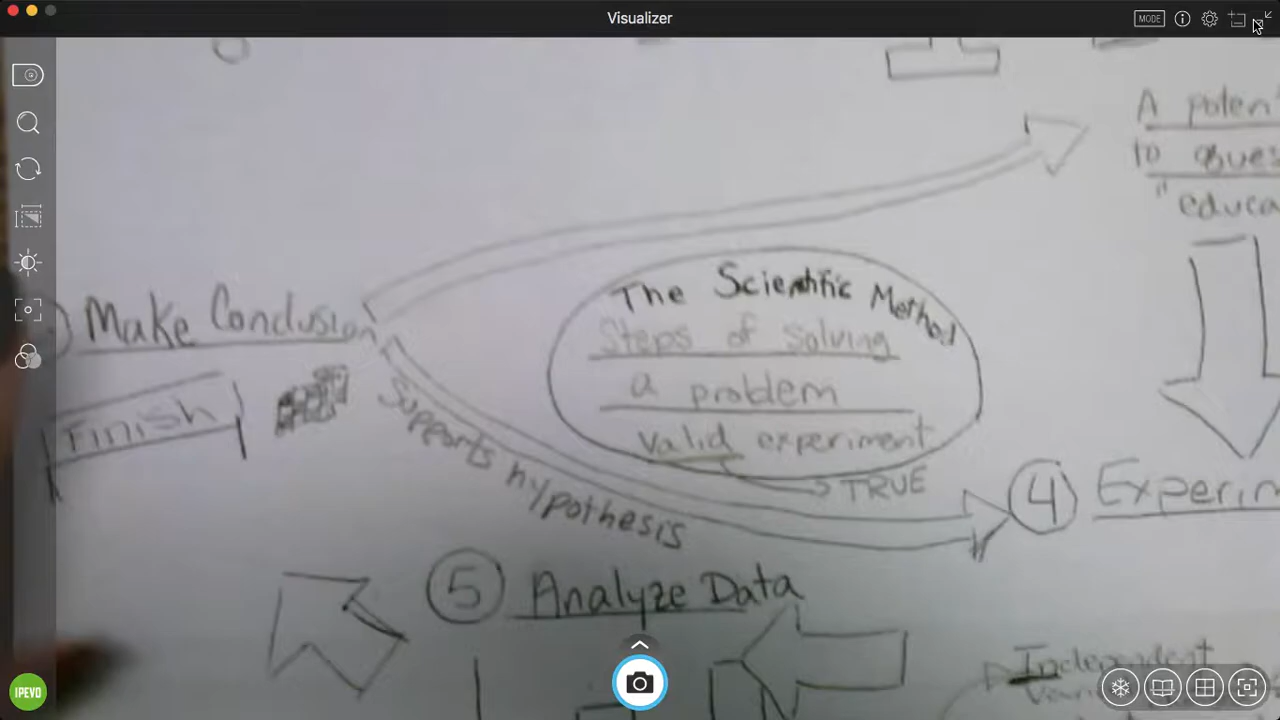 Visualizer
MODE
A poten
to ques
"educa
The Scientific Method
Steps of solving
a problem
valid experiment
TRUE
Make Conclusion
Finish
Supports hypothesis
4 Experim
5 Analyze Data
Independent
IPEVO